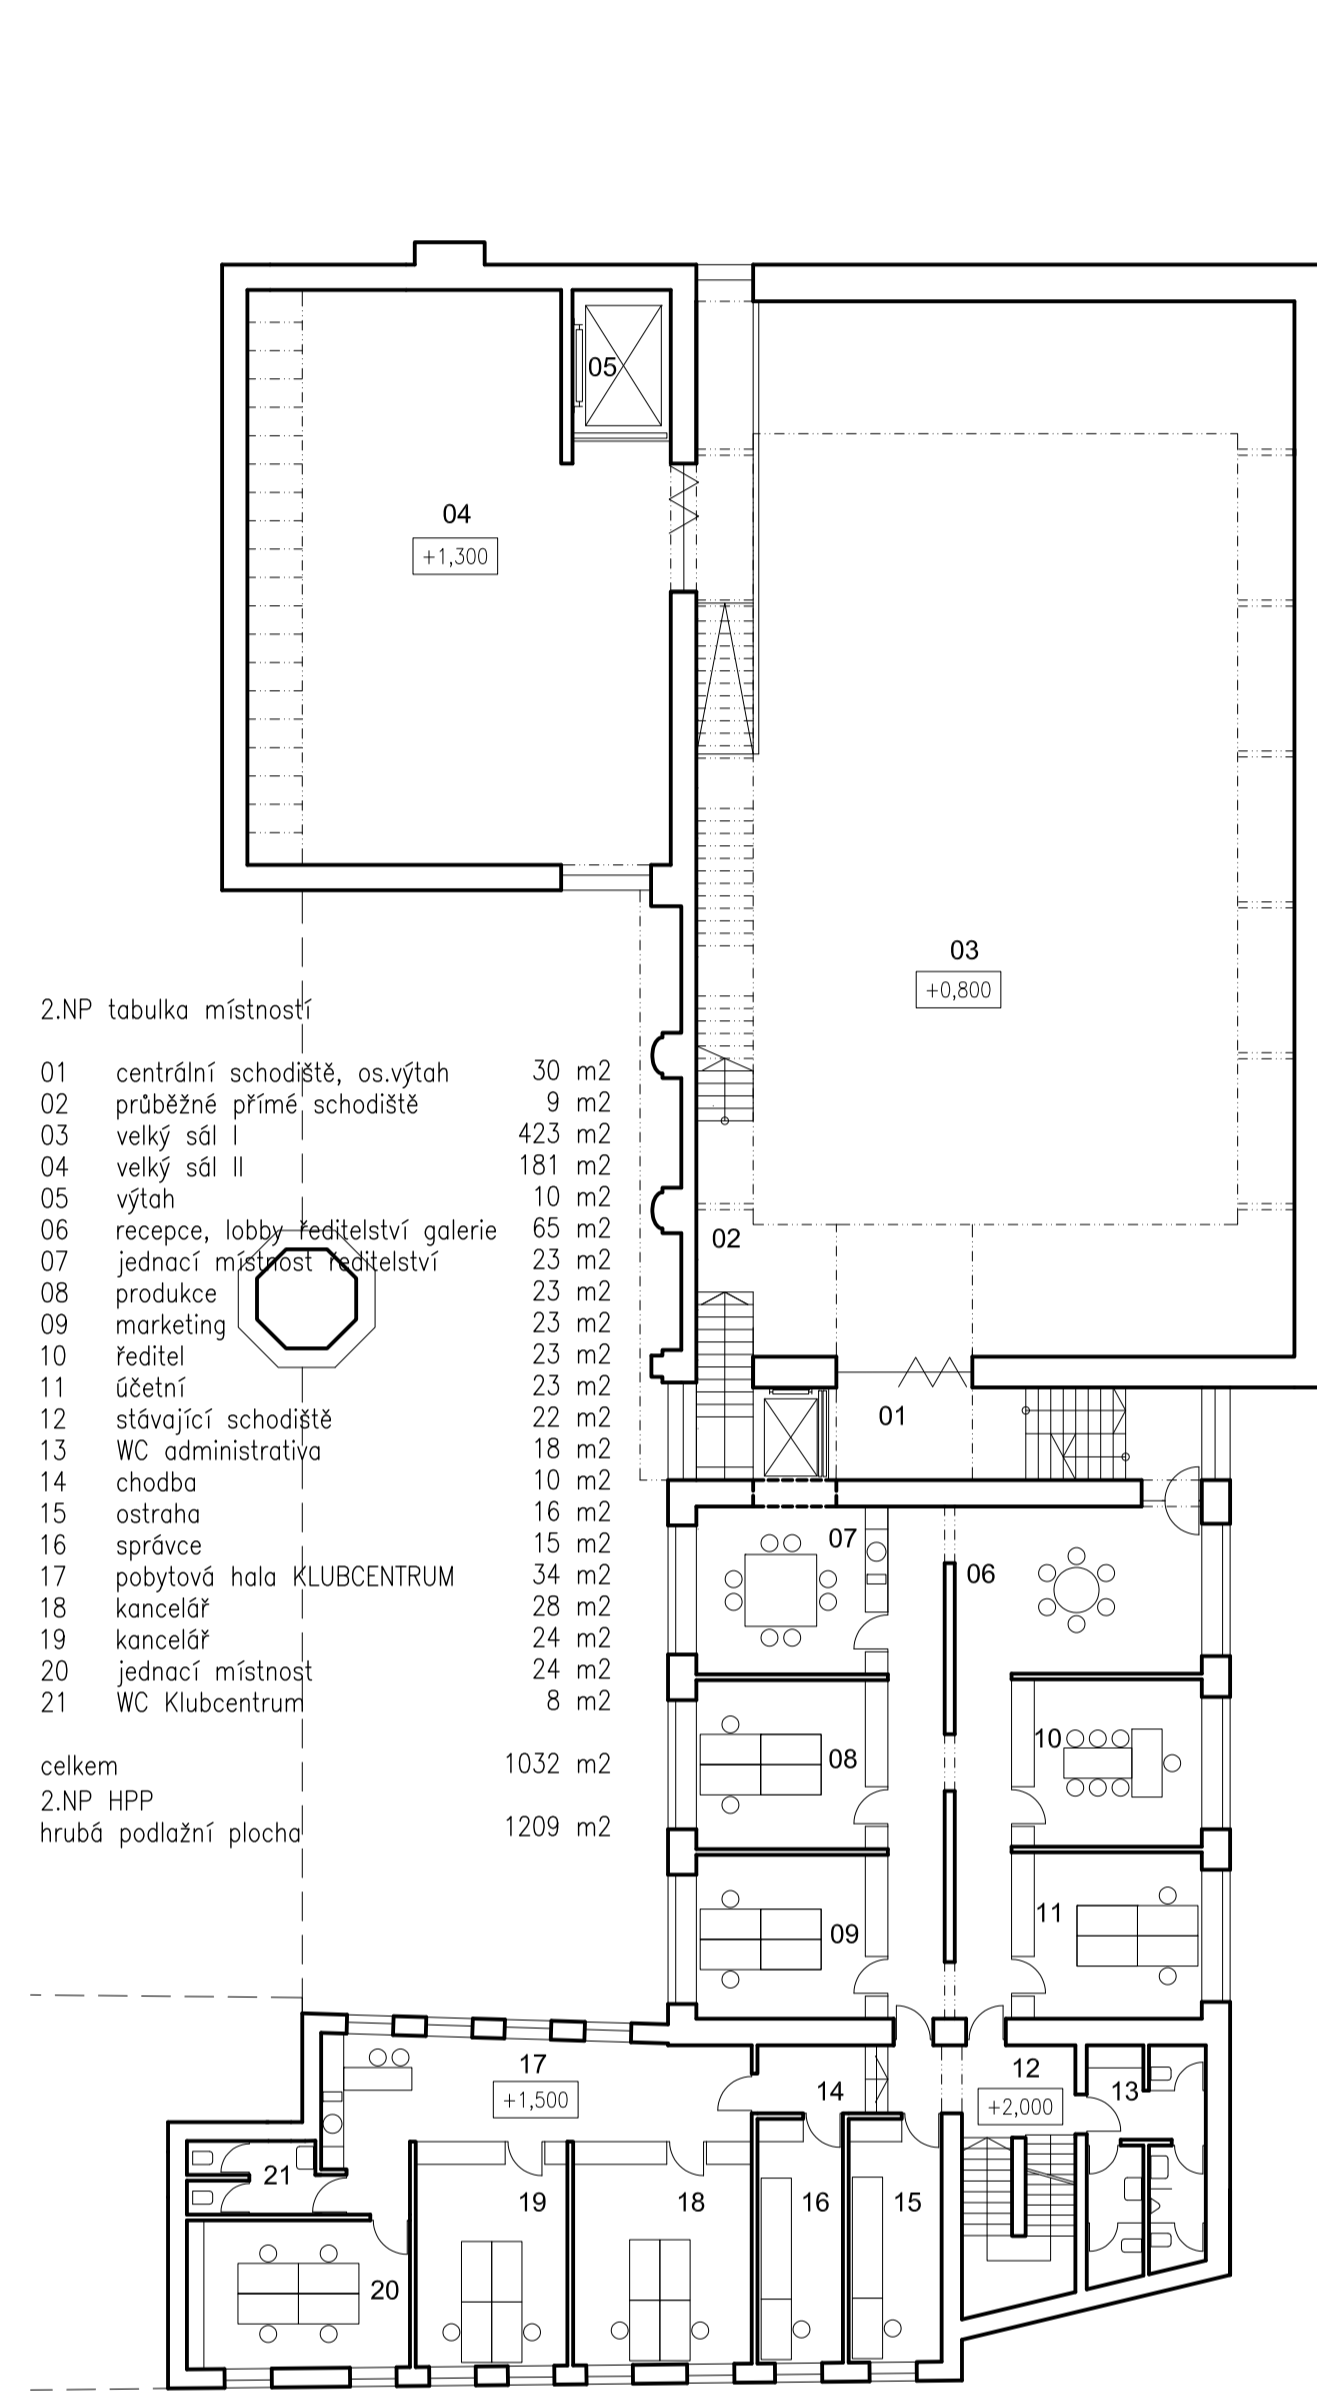 05
04
+1,300
03
+0,800
2.NP tabulka místností
01 centrální schodiště, os.výtah 30 m2
02 průběžné přímé schodiště 9 m2
03 velký sál I 423 m2
04 velký sál II 181 m2
05 výtah 10 m2
06 recepce, lobby ředitelství galerie 65 m2
07 jednací místnost ředitelství 23 m2
08 produkce 23 m2
09 marketing 23 m2
10 ředitel 23 m2
11 účetní 23 m2
12 stávající schodiště 22 m2
13 WC administrativa 18 m2
14 chodba 10 m2
15 ostraha 16 m2
16 správce 15 m2
17 pobytová hala KLUBCENTRUM 34 m2
18 kancelář 28 m2
19 kancelář 24 m2
20 jednací místnost 24 m2
21 WC Klubcentrum 8 m2
celkem 1032 m2
2.NP HPP
hrubá podlažní plocha 1209 m2
02
01
07
06
08
10
09
11
17
+1,500
14
12
+2,000
13
21
19
18
16
15
20